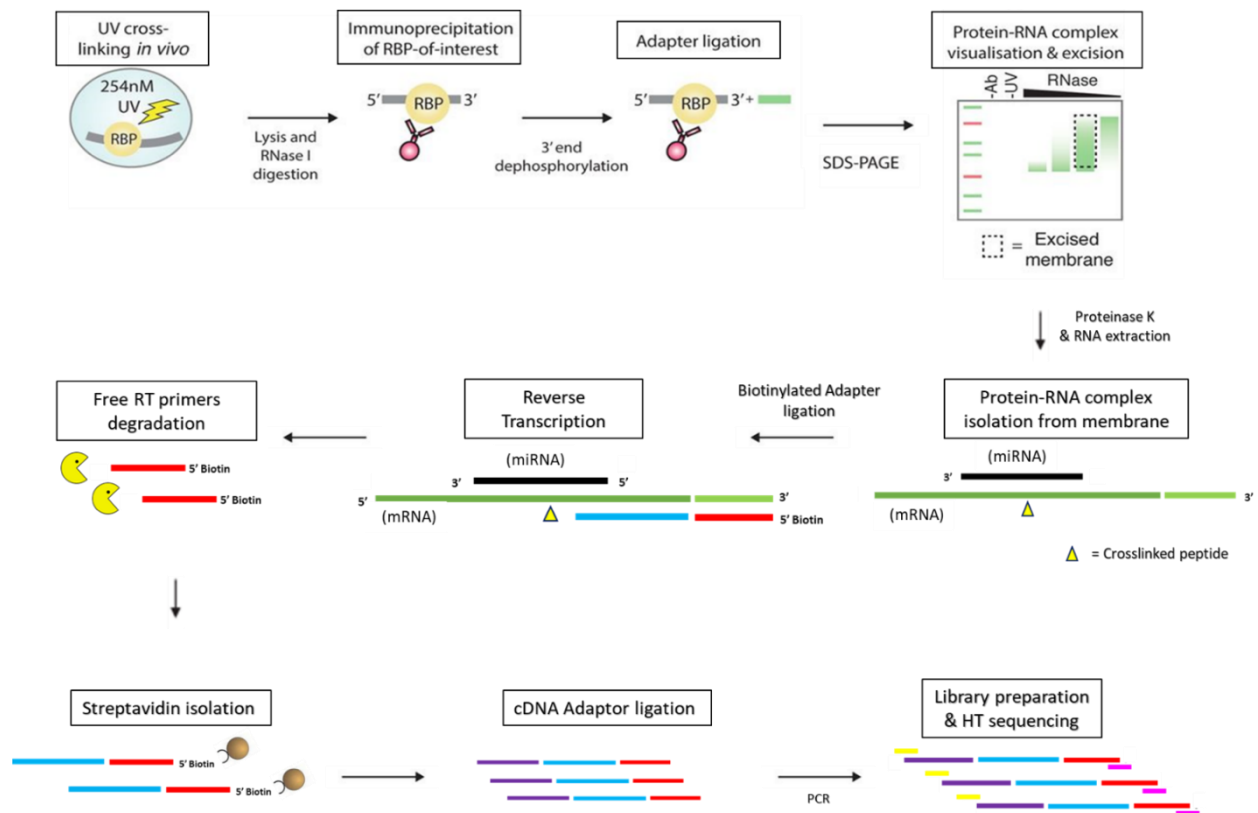 UV cross-
linking in vivo
254nM
UV
RBP
Lysis and
RNase I
digestion
Immunoprecipitation
of RBP-of-interest
5′ RBP 3′
3′ end
dephosphorylation
Adapter ligation
5′ RBP 3′+
SDS-PAGE
Protein-RNA complex
visualisation & excision
-Ab
-UV
RNase
= Excised
membrane
Proteinase K
& RNA extraction
Free RT primers
degradation
5′ Biotin
5′ Biotin
Reverse
Transcription
(miRNA)
3′ 5′
5′ 3′
(mRNA)
5′ Biotin
Biotinylated Adapter
ligation
Protein-RNA complex
isolation from membrane
(miRNA)
3′
3′
(mRNA)
= Crosslinked peptide
Streptavidin isolation
5′ Biotin
5′ Biotin
cDNA Adaptor ligation
PCR
Library preparation
& HT sequencing